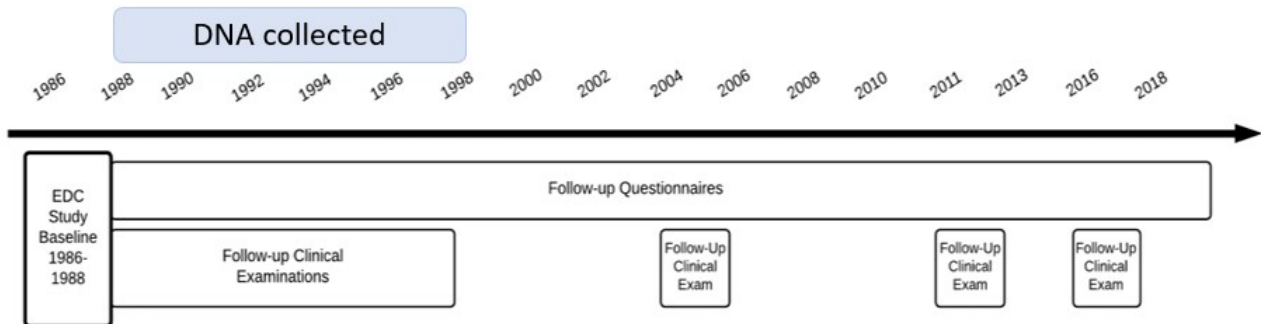 DNA collected
1986 1988 1990 1992 1994 1996 1998 2000 2002 2004 2006 2008 2010 2011 2013 2016 2018
EDC
Study
Baseline
1986-
1988
Follow-up Questionnaires
Follow-up Clinical
Examinations
Follow-Up
Clinical
Exam
Follow-Up
Clinical
Exam
Follow-Up
Clinical
Exam